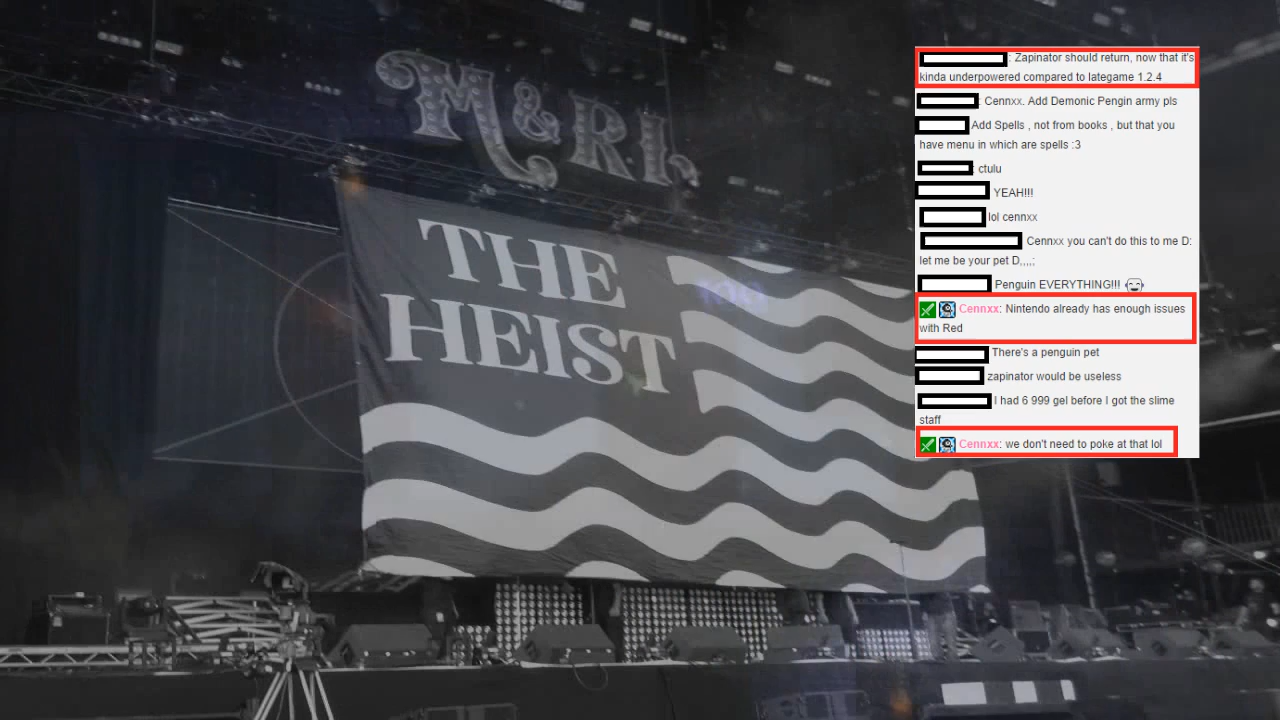 M&RL
THE
HEIST
: Zapinator should return, now that it's
kinda underpowered compared to lategame 1.2.4
: Cennxx. Add Demonic Pengin army pls
Add Spells , not from books , but that you
have menu in which are spells :3
: ctulu
YEAH!!!
lol cennxx
Cennxx you can't do this to me D:
let me be your pet D,,,,;
Penguin EVERYTHING!!!
Cennxx: Nintendo already has enough issues
with Red
There's a penguin pet
zapinator would be useless
I had 6 999 gel before I got the slime
staff
Cennxx: we don't need to poke at that lol